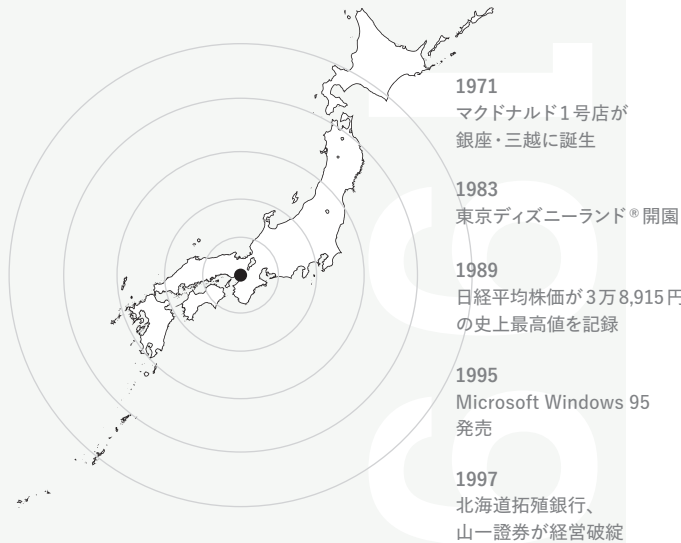 1971
マクドナルド1号店が
銀座・三越に誕生
1983
東京ディズニーランド®開園
1989
日経平均株価が3万8,915円
の史上最高値を記録
1995
Microsoft Windows 95
発売
1997
北海道拓殖銀行、
山一證券が経営破綻